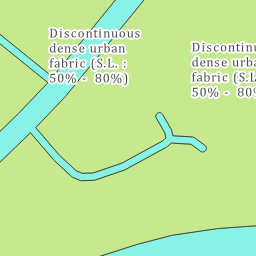 Discontinuous
dense urban
fabric (S.L. :
50% - 80%)
Discontinu
dense urba
fabric (S.L
50% - 80%